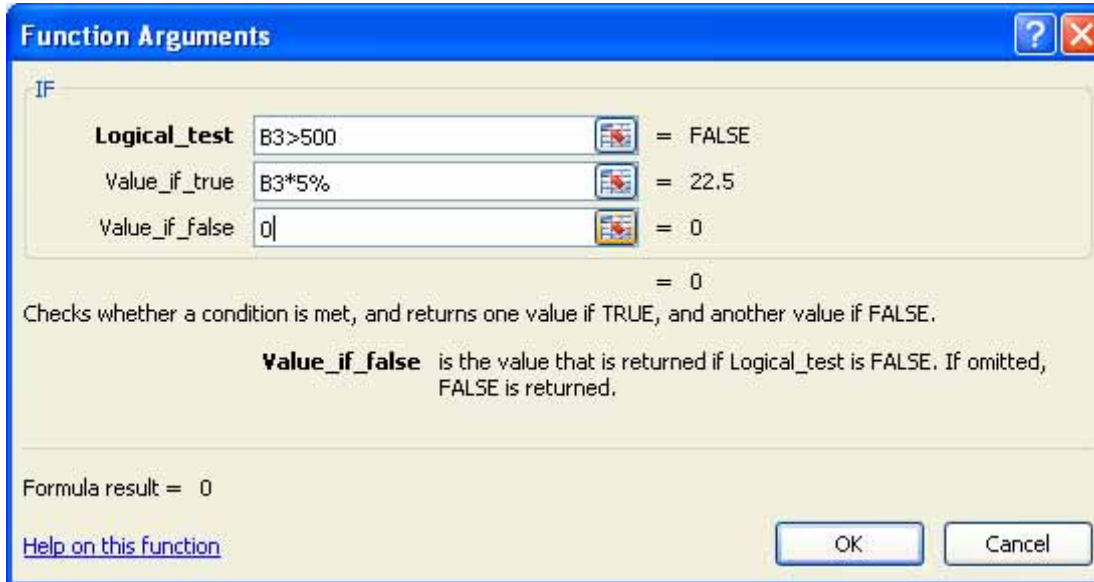 Function Arguments
IF
Logical_test B3>500 = FALSE
Value_if_true B3*5% = 22.5
Value_if_false 0 = 0
= 0
Checks whether a condition is met, and returns one value if TRUE, and another value if FALSE.
Value_if_false is the value that is returned if Logical_test is FALSE. If omitted,
FALSE is returned.
Formula result = 0
Help on this function OK Cancel